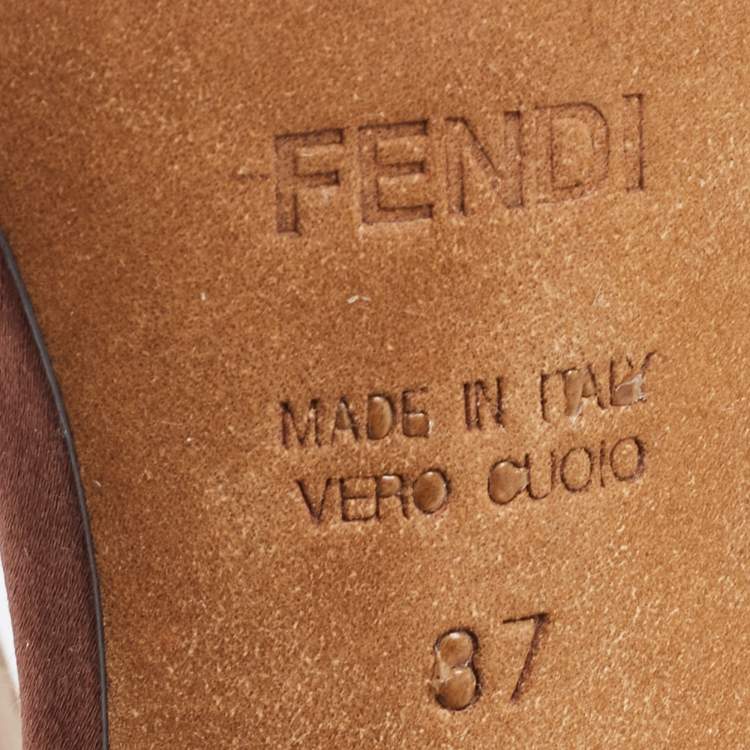 FENDI
MADE IN ITALY
VERO CUOIO
37